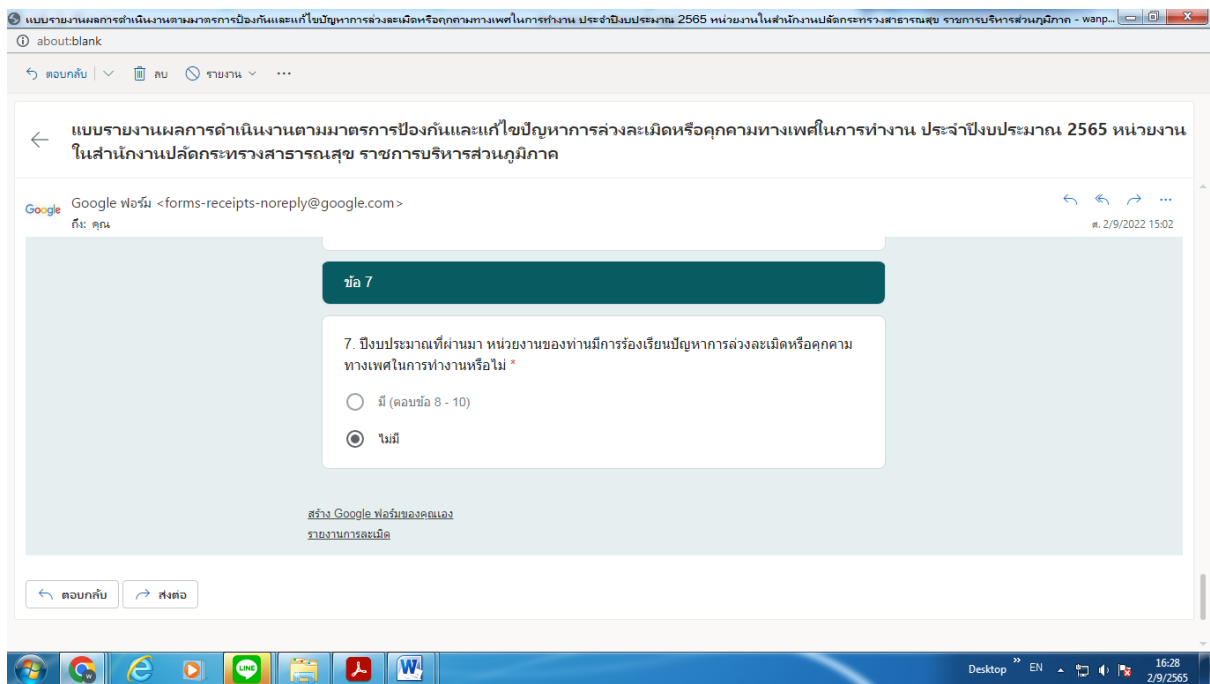 แบบรายงานผลการดำเนินงานตามมาตรการป้องกันและแก้ไขปัญหาการล่วงละเมิดหรือคุกคามทางเพศในการทำงาน ประจำปีงบประมาณ 2565 หน่วยงานในสำนักงานปลัดกระทรวงสาธารณสุข ราชการบริหารส่วนภูมิภาค - wanp...
about:blank
ตอบกลับ ลบ รายงาน ...
แบบรายงานผลการดำเนินงานตามมาตรการป้องกันและแก้ไขปัญหาการล่วงละเมิดหรือคุกคามทางเพศในการทำงาน ประจำปีงบประมาณ 2565 หน่วยงาน
ในสำนักงานปลัดกระทรวงสาธารณสุข ราชการบริหารส่วนภูมิภาค
Google Google ฟอร์ม <forms-receipts-noreply@google.com>
ถึง: คุณ ศ. 2/9/2022 15:02
ข้อ 7
7. ปีงบประมาณที่ผ่านมา หน่วยงานของท่านมีการร้องเรียนปัญหาการล่วงละเมิดหรือคุกคาม
ทางเพศในการทำงานหรือไม่ *
มี (ตอบข้อ 8 - 10)
ไม่มี
สร้าง Google ฟอร์มของคุณเอง
รายงานการละเมิด
ตอบกลับ ส่งต่อ
LINE W Desktop » EN 16:28
2/9/2565